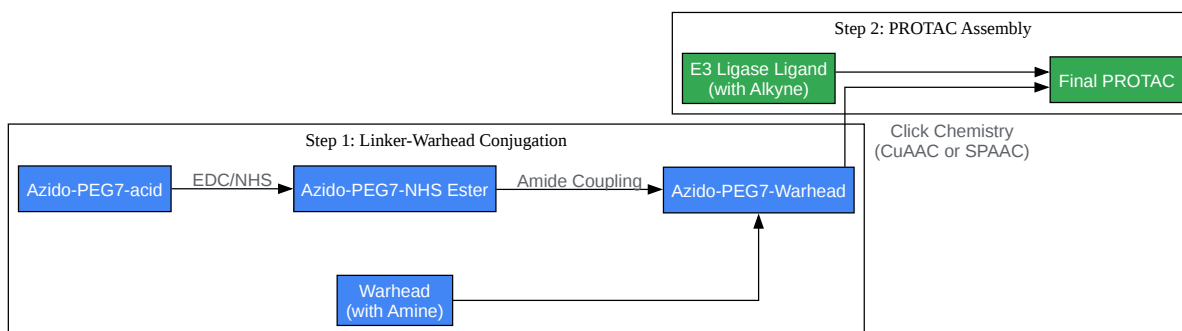 Step 2: PROTAC Assembly
E3 Ligase Ligand
(with Alkyne)
Final PROTAC
Click Chemistry
(CuAAC or SPAAC)
Step 1: Linker-Warhead Conjugation
Azido-PEG7-acid
EDC/NHS
Azido-PEG7-NHS Ester
Amide Coupling
Azido-PEG7-Warhead
Warhead
(with Amine)